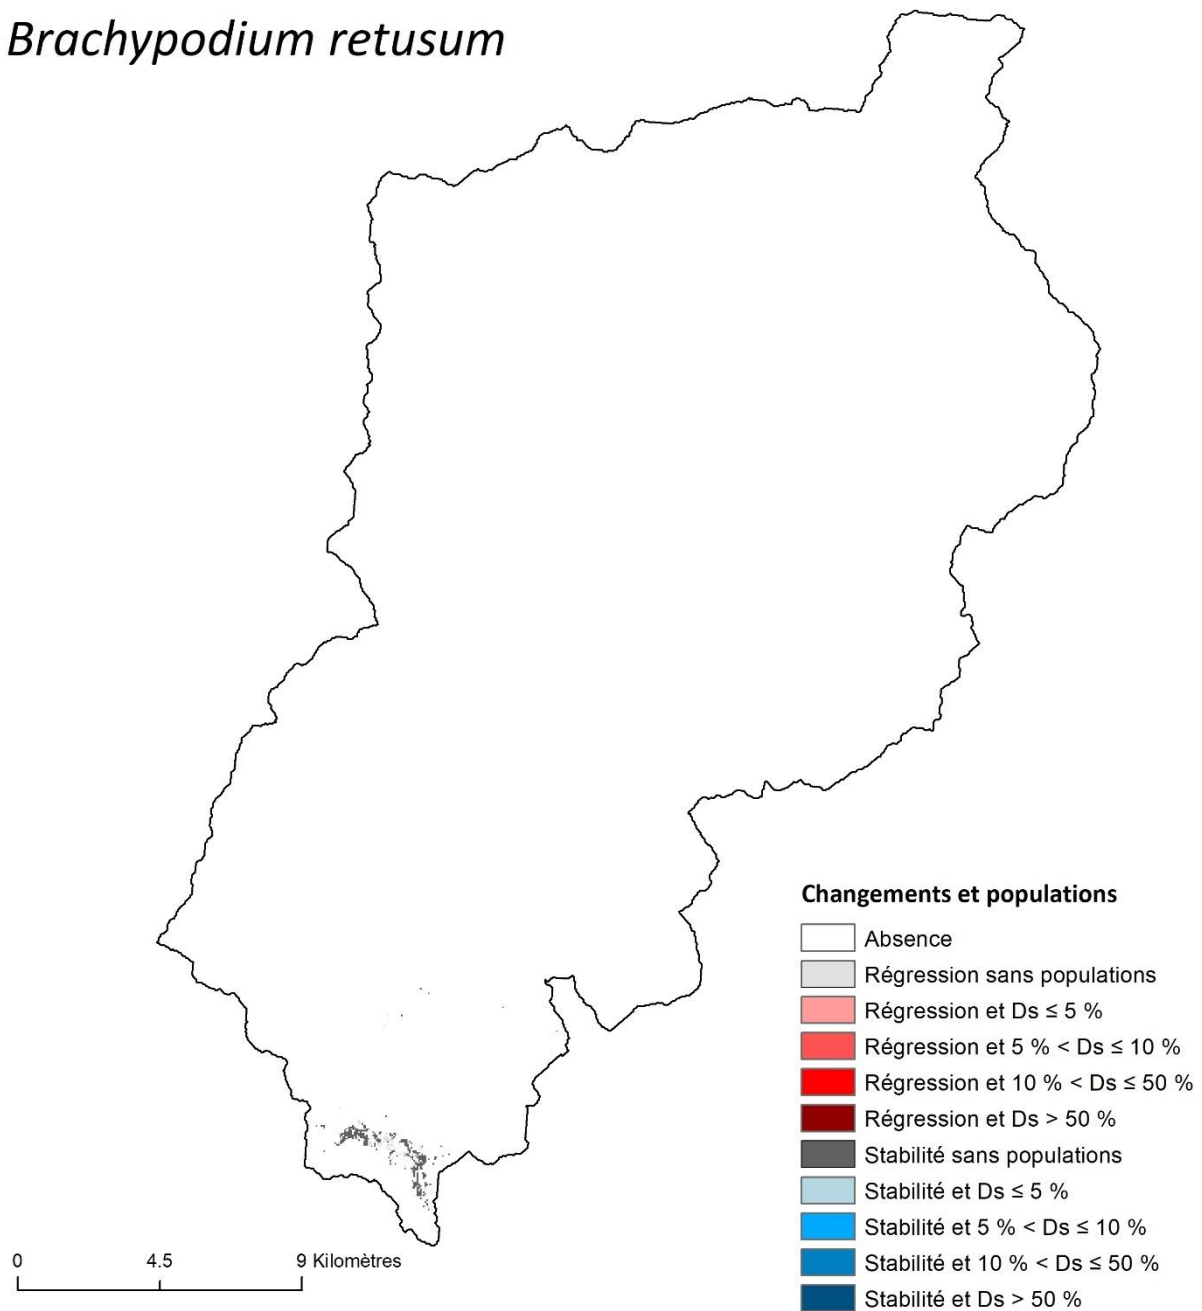 Brachypodium retusum
Changements et populations
Absence
Régression sans populations
Régression et Ds ≤ 5 %
Régression et 5 % < Ds ≤ 10 %
Régression et 10 % < Ds ≤ 50 %
Régression et Ds > 50 %
Stabilité sans populations
Stabilité et Ds ≤ 5 %
Stabilité et 5 % < Ds ≤ 10 %
Stabilité et 10 % < Ds ≤ 50 %
Stabilité et Ds > 50 %
0 4.5 9 Kilomètres